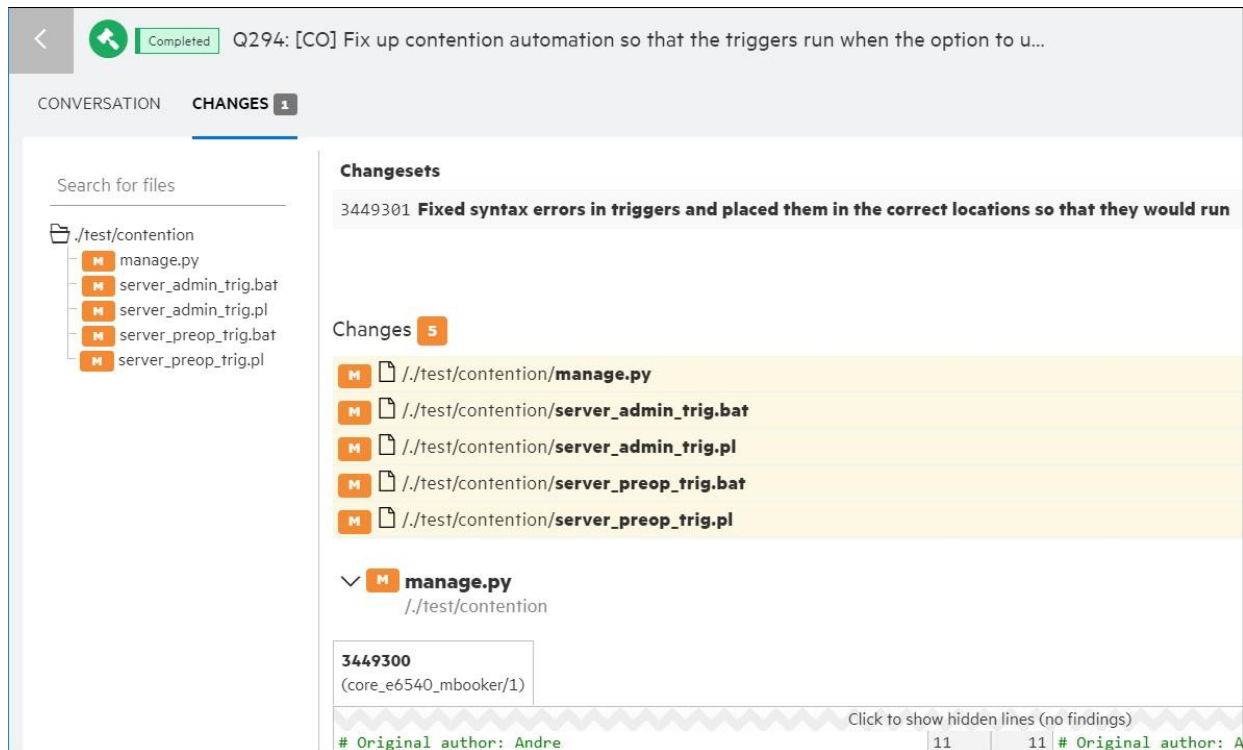 Completed Q294: [CO] Fix up contention automation so that the triggers run when the option to u...
CONVERSATION CHANGES 1
Search for files
./test/contention
M manage.py
M server_admin_trig.bat
M server_admin_trig.pl
M server_preop_trig.bat
M server_preop_trig.pl
Changesets
3449301 Fixed syntax errors in triggers and placed them in the correct locations so that they would run
Changes 5
M /./test/contention/manage.py
M /./test/contention/server_admin_trig.bat
M /./test/contention/server_admin_trig.pl
M /./test/contention/server_preop_trig.bat
M /./test/contention/server_preop_trig.pl
M manage.py
/./test/contention
3449300
(core_e6540_mbooker/1)
Click to show hidden lines (no findings)
# Original author: Andre 11 11 # Original author: A